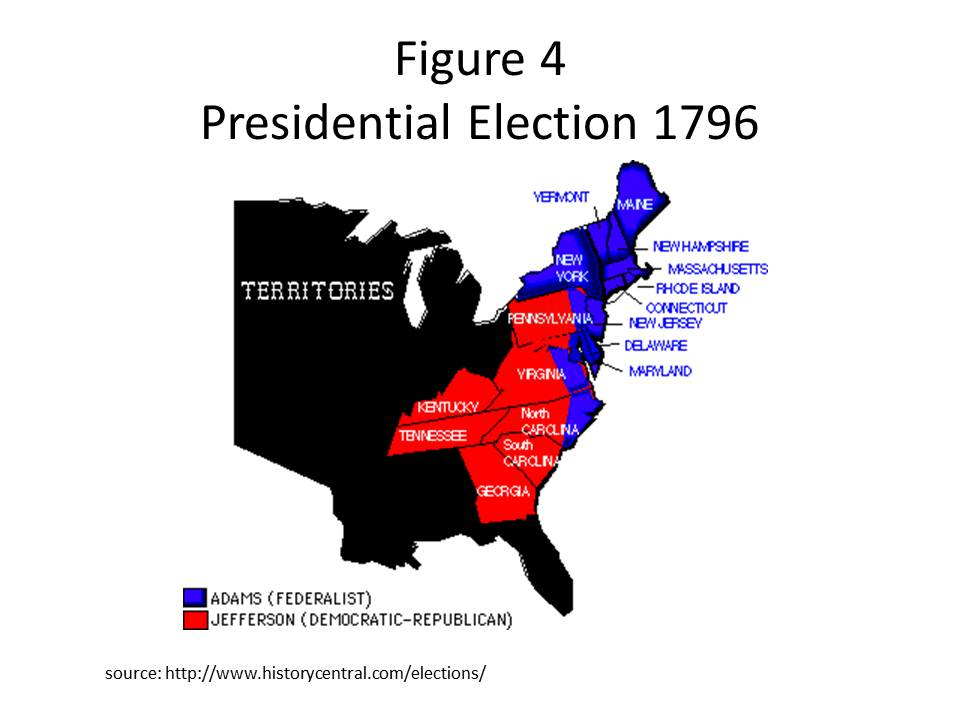 Figure 4
Presidential Election 1796
VERMONT
MAINE
NEW HAMPSHIRE
NEW
YORK
MASSACHUSETTS
TERRITORIES
RHODE ISLAND
CONNECTICUT
PENNSYLVANIA
NEW JERSEY
DELAWARE
VIRGINIA
MARYLAND
KENTUCKY
North
CAROLINA
TENNESSEE
South
CAROLINA
GEORGIA
ADAMS (FEDERALIST)
JEFFERSON (DEMOCRATIC-REPUBLICAN)
source: http://www.historycentral.com/elections/